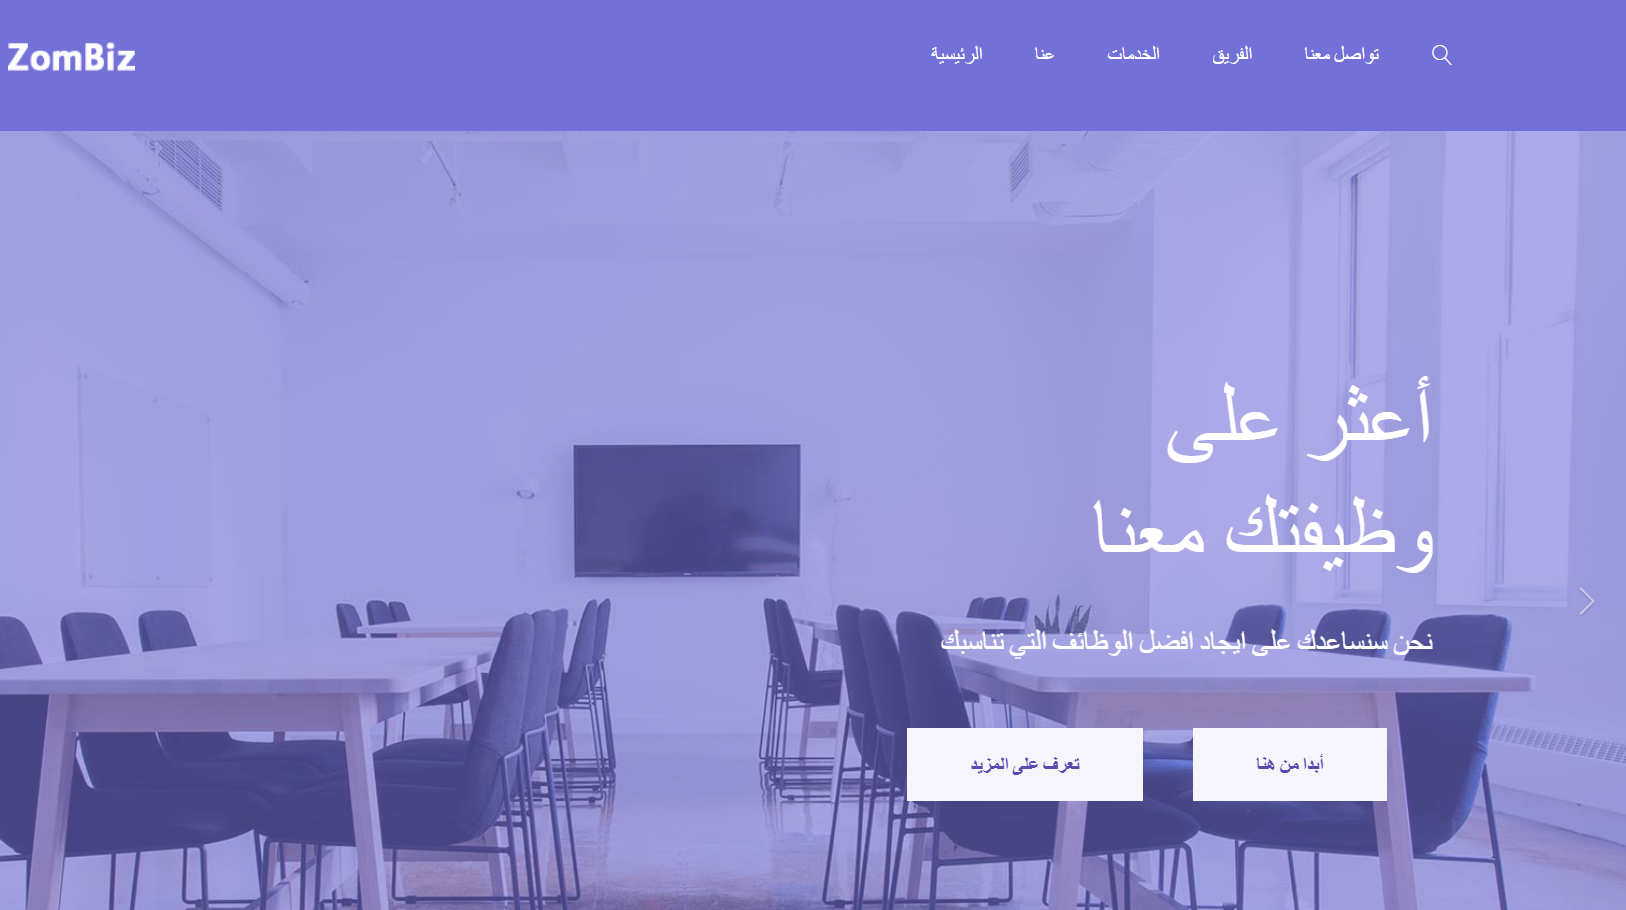 ZomBiz
الرئيسية
عنا
الخدمات
الفريق
تواصل معنا
أعثر على
وظيفتك معنا
نحن سنساعدك على ايجاد افضل الوظائف التي تناسبك
أبدا من هنا
تعرف على المزيد